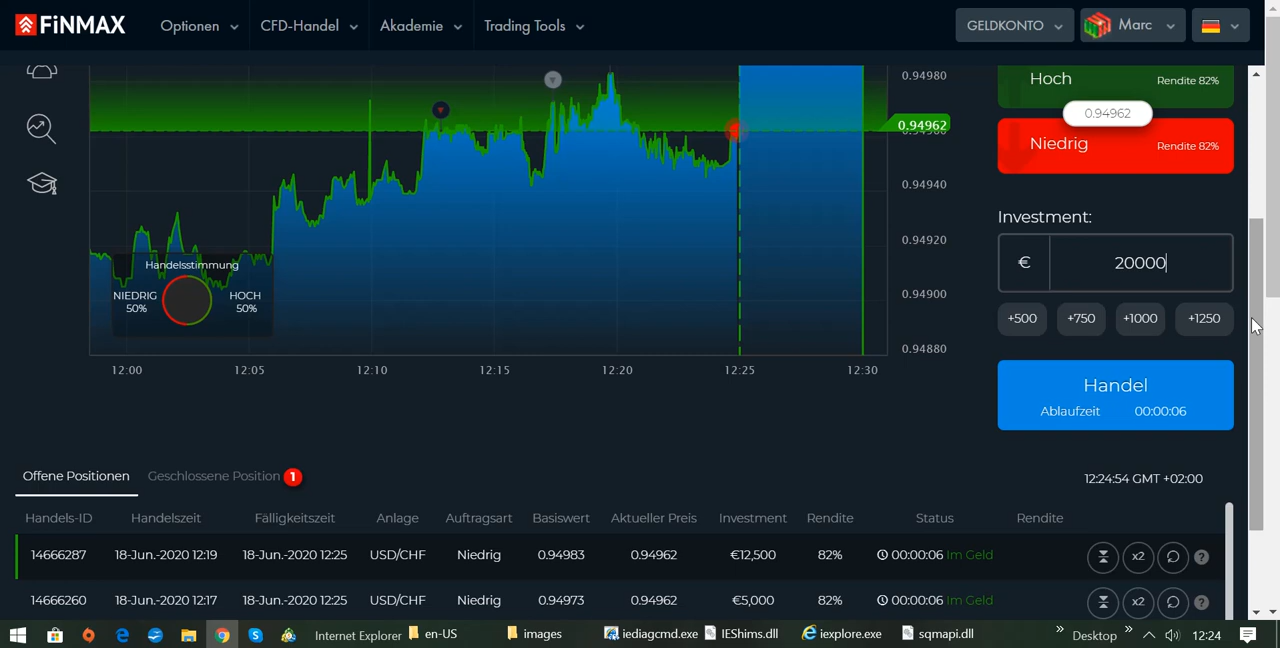 FiNMAX Optionen CFD-Handel Akademie Trading Tools GELDKONTO Marc
0.94980
Hoch Rendite 82%
0.94962
0.94962
Niedrig Rendite 82%
0.94940
Investment:
0.94920
€ 20000
Handelsstimmung
NIEDRIG 50% HOCH 50%
0.94900
+500 +750 +1000 +1250
0.94880
12:00 12:05 12:10 12:15 12:20 12:25 12:30
Handel
Ablaufzeit 00:00:06
Offene Positionen Geschlossene Position 1
12:24:54 GMT +02:00
Handels-ID Handelszeit Fälligkeitszeit Anlage Auftragsart Basiswert Aktueller Preis Investment Rendite Status Rendite
14666287 18-Jun.-2020 12:19 18-Jun.-2020 12:25 USD/CHF Niedrig 0.94983 0.94962 €12,500 82% 00:00:06 Im Geld x2 ?
14666260 18-Jun.-2020 12:17 18-Jun.-2020 12:25 USD/CHF Niedrig 0.94973 0.94962 €5,000 82% 00:00:06 Im Geld x2 ?
Internet Explorer en-US images iediagcmd.exe IEShims.dll iexplore.exe sqmapi.dll » Desktop » 12:24